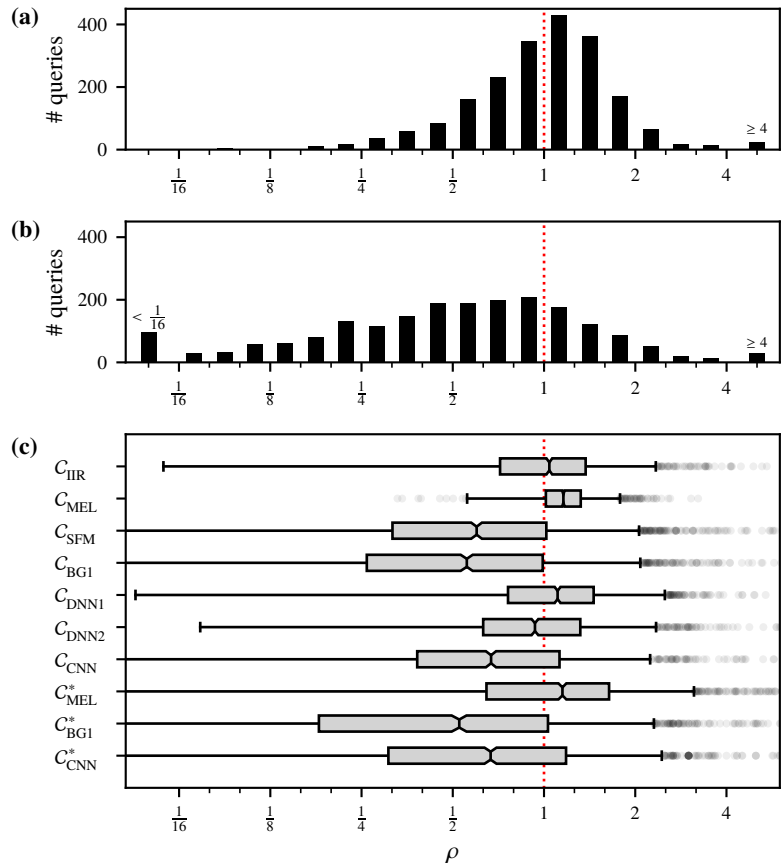 (a)
# queries
400
200
0
≥ 4
1/16 1/8 1/4 1/2 1 2 4
(b)
# queries
400
200
0
< 1/16
≥ 4
1/16 1/8 1/4 1/2 1 2 4
(c)
C_IIR
C_MEL
C_SFM
C_BG1
C_DNN1
C_DNN2
C_CNN
C*_MEL
C*_BG1
C*_CNN
1/16 1/8 1/4 1/2 1 2 4
ρ